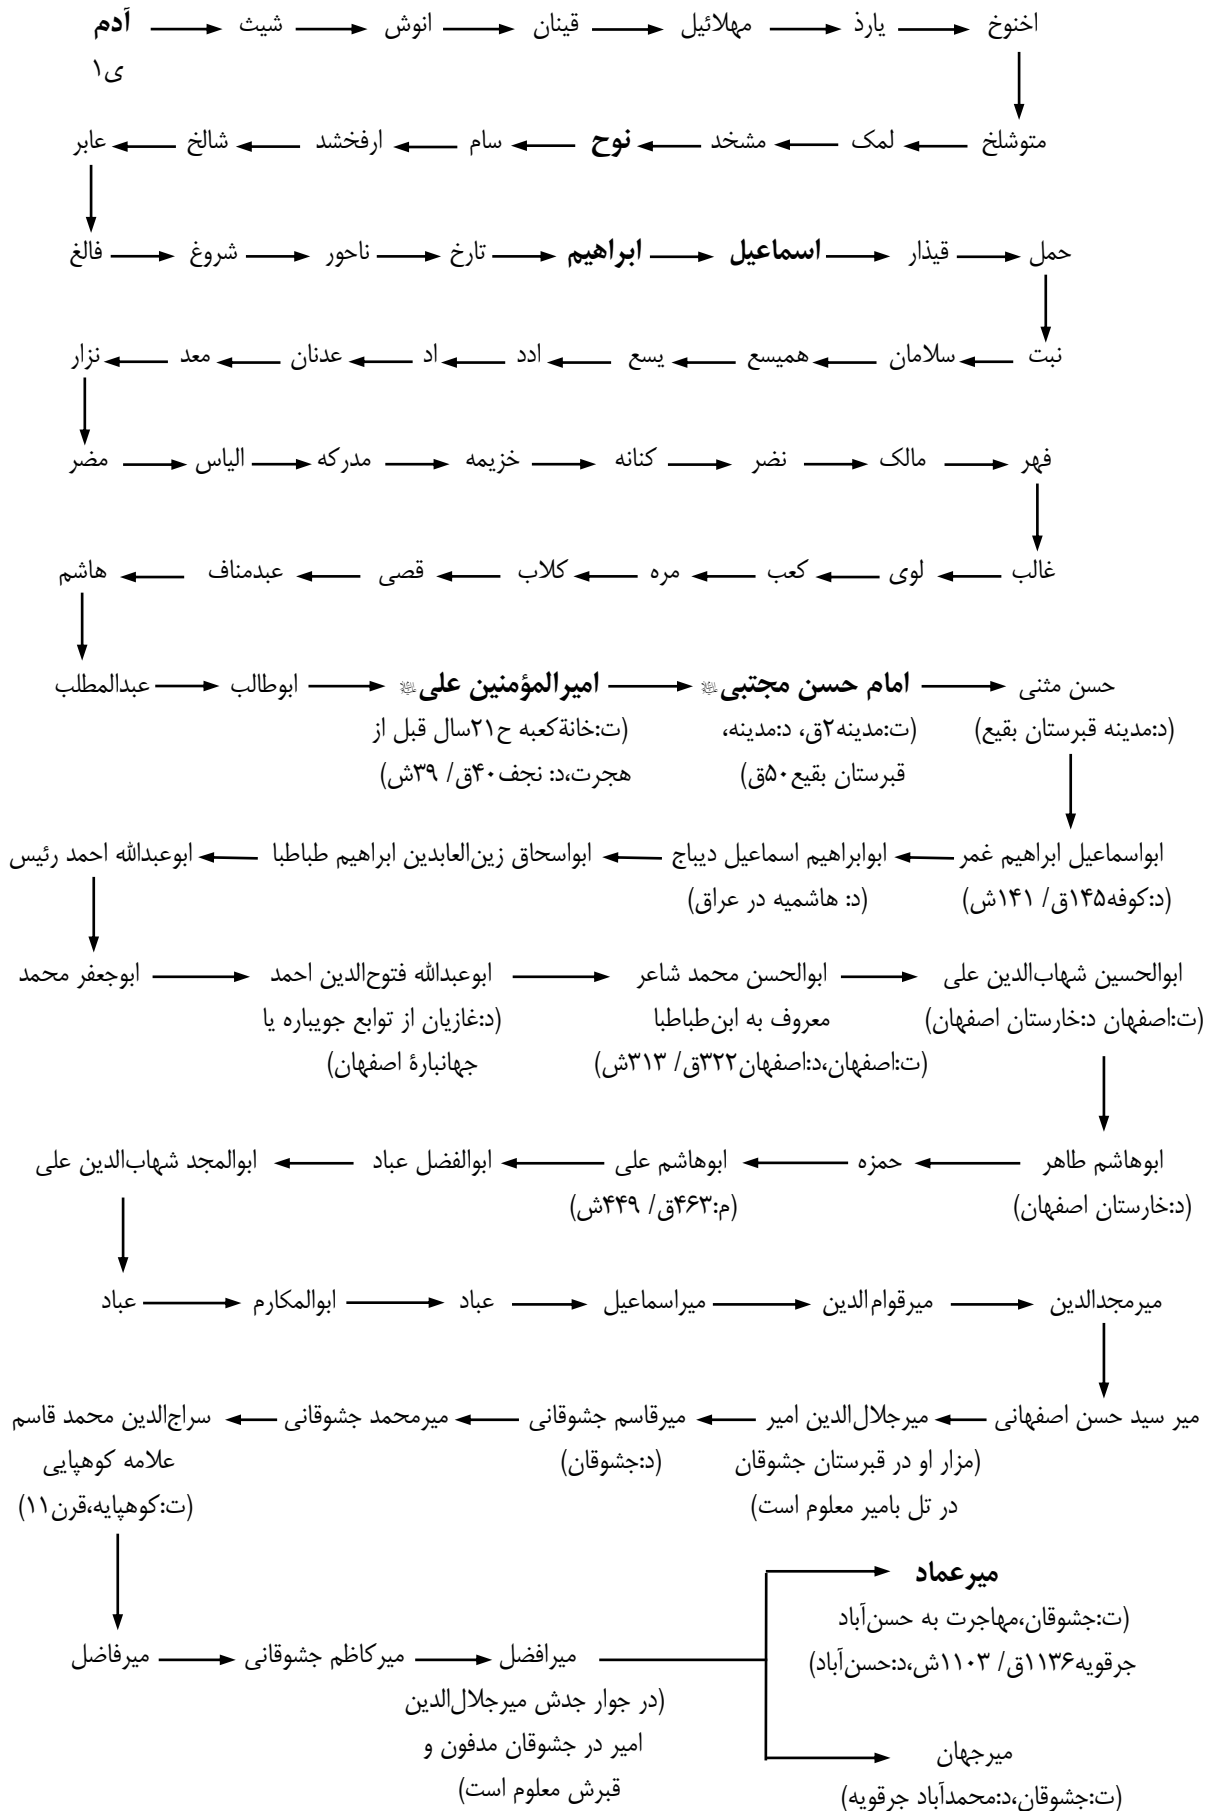 آدم شیث انوش قینان مهلائیل یارذ اخنوخ
ی۱
متوشلخ لمک مشخد نوح سام ارفخشد شالخ عابر
فالغ شروغ ناحور تارخ ابراهیم اسماعیل قیذار حمل
نبت سلامان همیسع یسع ادد اد عدنان معد نزار
مضر الیاس مدرکه خزیمه کنانه نضر مالک فهر
غالب لوی کعب مره کلاب قصی عبدمناف هاشم
عبدالمطلب ابوطالب امیرالمؤمنین علی امام حسن مجتبی حسن مثنی
(ت:خانةکعبه ح۲۱سال قبل از (ت:مدینه۲ق، د:مدینه، (د:مدینه قبرستان بقیع)
هجرت،د: نجف۴۰ق/ ۳۹ش) قبرستان بقیع۵۰ق)
ابواسماعیل ابراهیم غمر ابوابراهیم اسماعیل دیباج ابواسحاق زین‌العابدین ابراهیم طباطبا ابوعبدالله احمد رئیس
(د:کوفه۱۴۵ق/ ۱۴۱ش) (د: هاشمیه در عراق)
ابوجعفر محمد ابوعبدالله فتوح‌الدین احمد ابوالحسن محمد شاعر ابوالحسین شهاب‌الدین علی
(د:غازیان از توابع جویباره یا معروف به ابن‌طباطبا (ت:اصفهان د:خارستان اصفهان)
جهانبارۀ اصفهان) (ت:اصفهان،د:اصفهان۳۲۲ق/ ۳۱۳ش)
ابوهاشم طاهر حمزه ابوهاشم علی ابوالفضل عباد ابوالمجد شهاب‌الدین علی
(د:خارستان اصفهان) (م:۴۶۳ق/ ۴۴۹ش)
عباد ابوالمکارم عباد میراسماعیل میرقوام‌الدین میرمجدالدین
میر سید حسن اصفهانی میرجلال‌الدین امیر میرقاسم جشوقانی میرمحمد جشوقانی سراج‌الدین محمد قاسم
(مزار او در قبرستان جشوقان (د:جشوقان) علامه کوهپایی
در تل بامیر معلوم است) (ت:کوهپایه،قرن۱۱)
میرفاضل میرکاظم جشوقانی میرافضل
(در جوار جدش میرجلال‌الدین
امیر در جشوقان مدفون و
قبرش معلوم است)
میرعماد
(ت:جشوقان،مهاجرت به حسن‌آباد
جرقویه۱۱۳۶ق/ ۱۱۰۳ش،د:حسن‌آباد)
میرجهان
(ت:جشوقان،د:محمدآباد جرقویه)